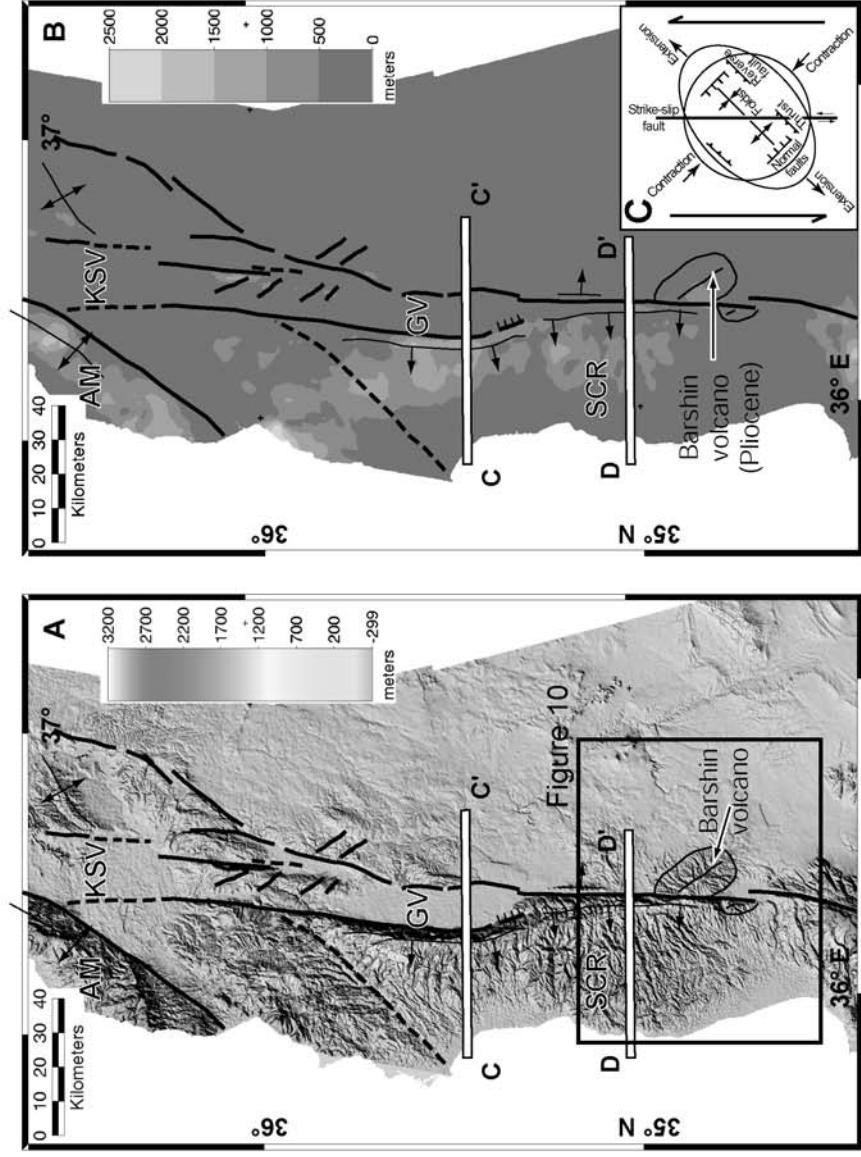 A
0 10 20 30 40
Kilometers
37°
3200
2700
2200
1700
1200
700
200
-299
meters
AM
KSV
36°
GV
C
C'
Figure 10
SCR
D
D'
N
35°
Barshin
volcano
36° E
B
0 10 20 30 40
Kilometers
37°
2500
2000
1500
1000
500
0
meters
AM
KSV
36°
GV
C
C'
SCR
D
D'
N
35°
Barshin
volcano
(Pliocene)
36° E
C
Strike-slip
fault
Extension
Contraction
Reverse
fault
Folds
Normal
faults
Thrust
Extension
Contraction